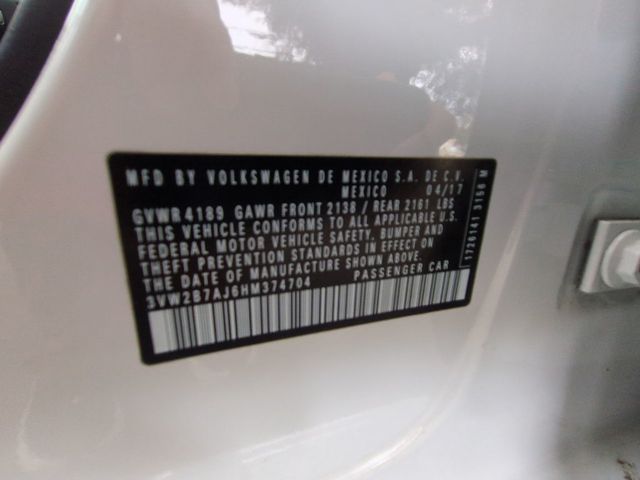 MFD BY VOLKSWAGEN DE MEXICO S.A. DE C.V.
MEXICO 04/17
GVWR 4189 GAWR FRONT 2138 / REAR 2161 LBS
THIS VEHICLE CONFORMS TO ALL APPLICABLE U.S.
FEDERAL MOTOR VEHICLE SAFETY, BUMPER AND
THEFT PREVENTION STANDARDS IN EFFECT ON
THE DATE OF MANUFACTURE SHOWN ABOVE.
3VW2B7AJ6HM374704 PASSENGER CAR
1726141 3156 M